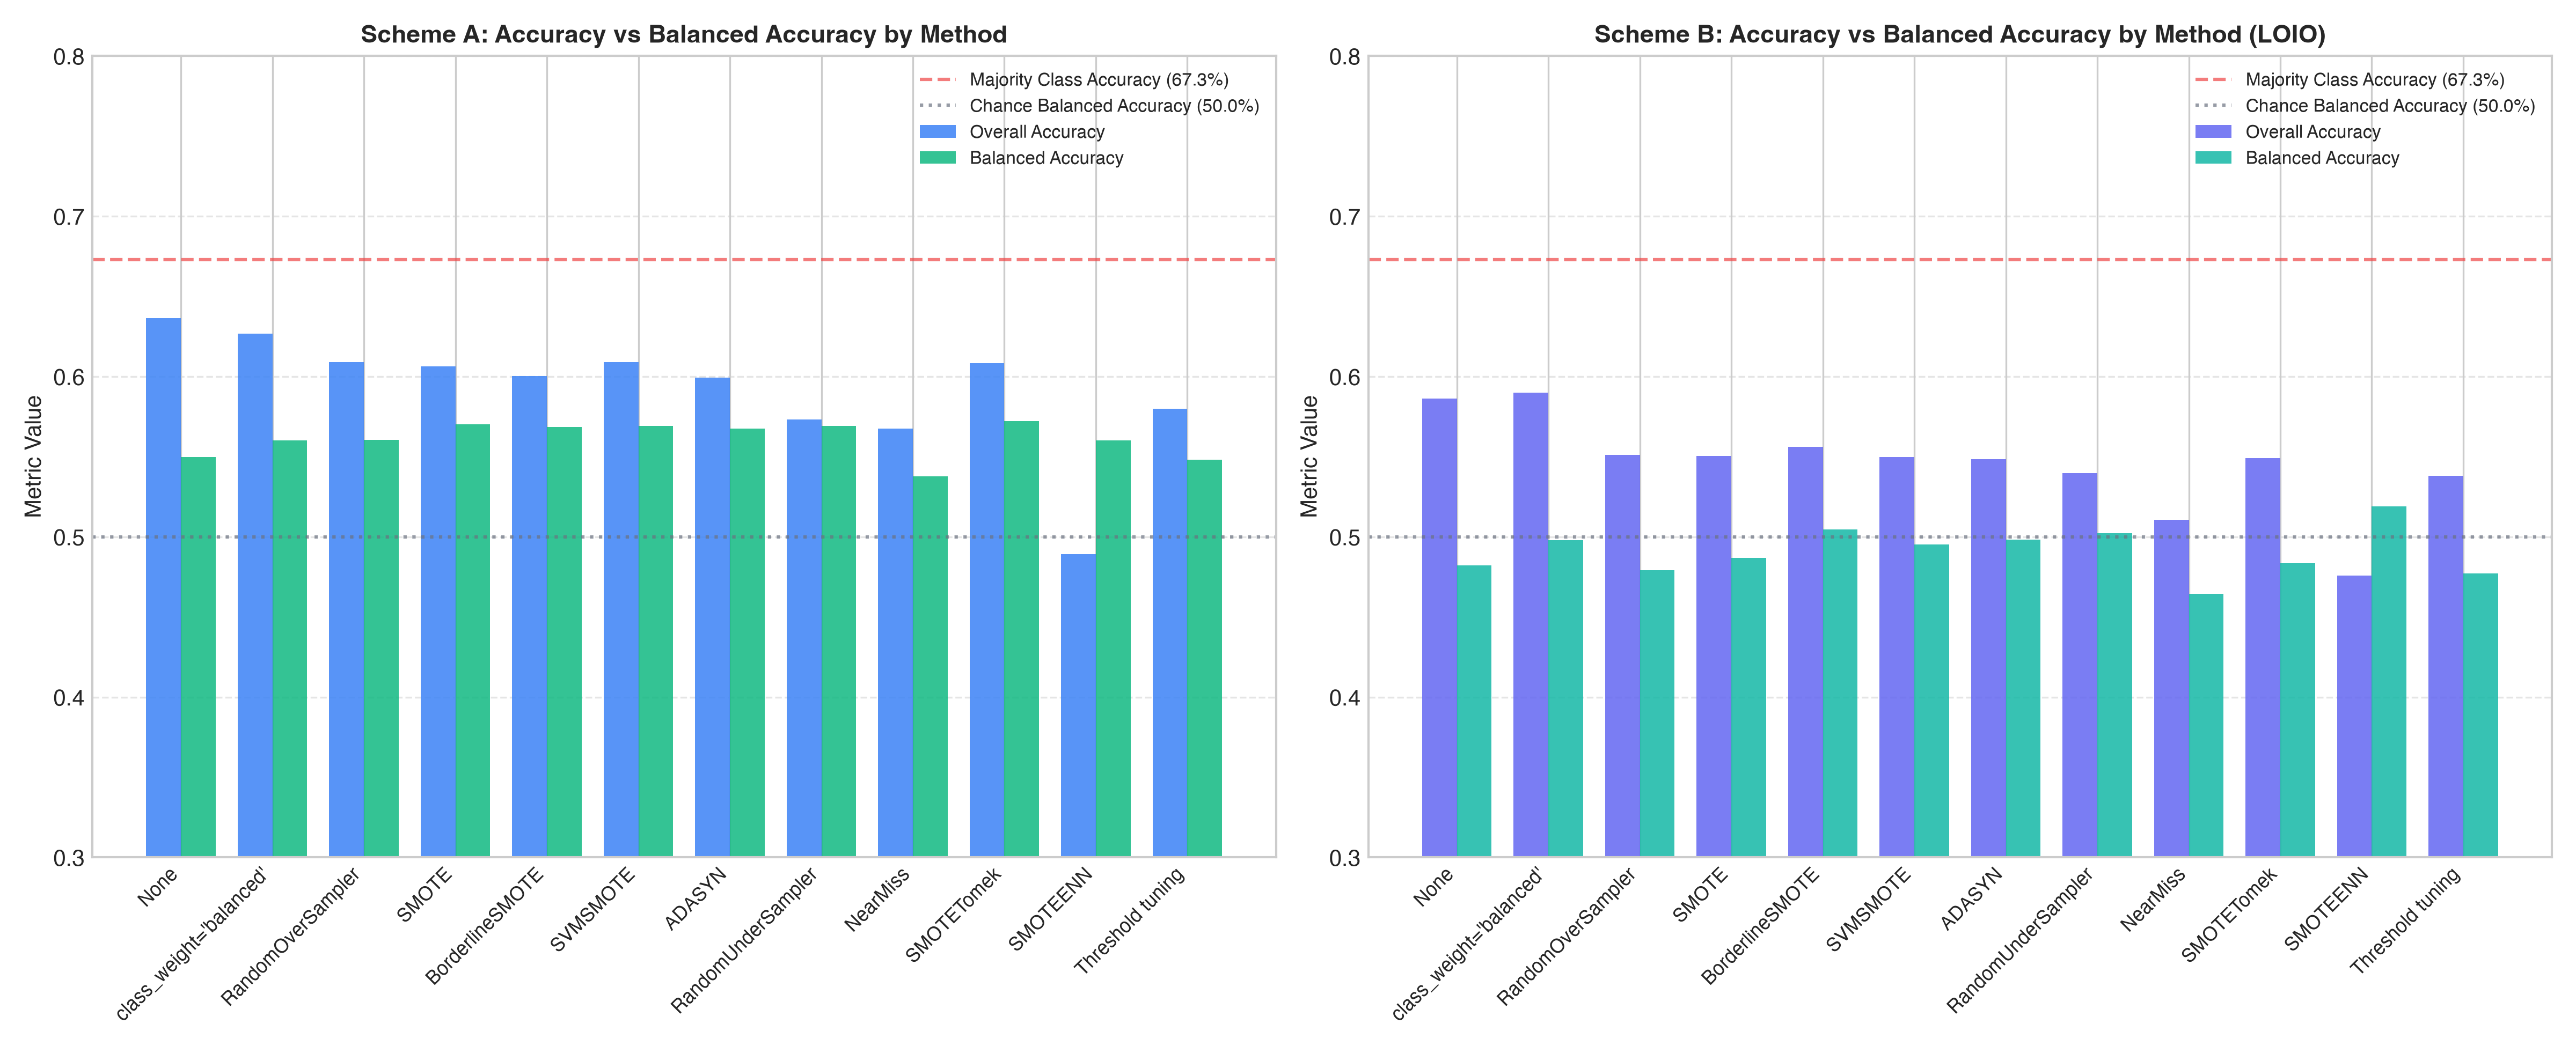 Scheme A: Accuracy vs Balanced Accuracy by Method
Metric Value
0.8
0.7
0.6
0.5
0.4
0.3
Majority Class Accuracy (67.3%)
Chance Balanced Accuracy (50.0%)
Overall Accuracy
Balanced Accuracy
None
class_weight='balanced'
RandomOverSampler
SMOTE
BorderlineSMOTE
SVMSMOTE
ADASYN
RandomUnderSampler
NearMiss
SMOTETomek
SMOTEENN
Threshold tuning
Scheme B: Accuracy vs Balanced Accuracy by Method (LOIO)
Metric Value
0.8
0.7
0.6
0.5
0.4
0.3
Majority Class Accuracy (67.3%)
Chance Balanced Accuracy (50.0%)
Overall Accuracy
Balanced Accuracy
None
class_weight='balanced'
RandomOverSampler
SMOTE
BorderlineSMOTE
SVMSMOTE
ADASYN
RandomUnderSampler
NearMiss
SMOTETomek
SMOTEENN
Threshold tuning